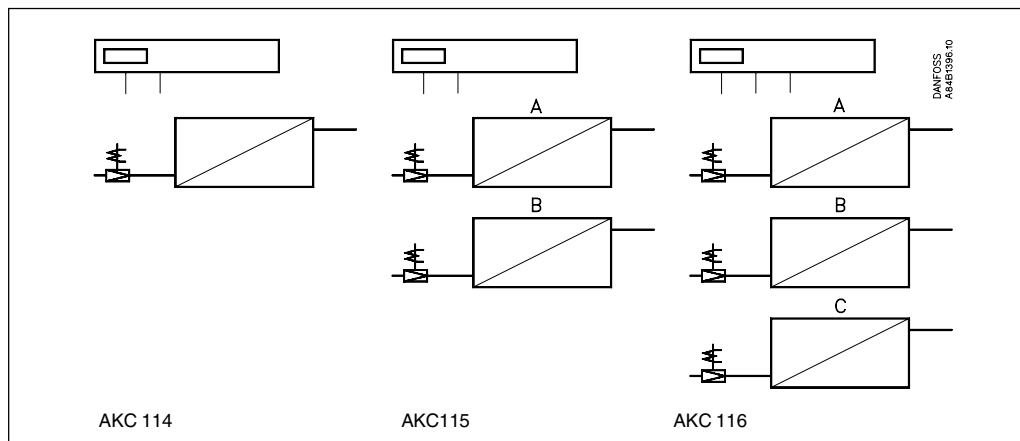 DANFOSS
A84B1396.10
A
A
B
B
C
AKC 114
AKC115
AKC 116